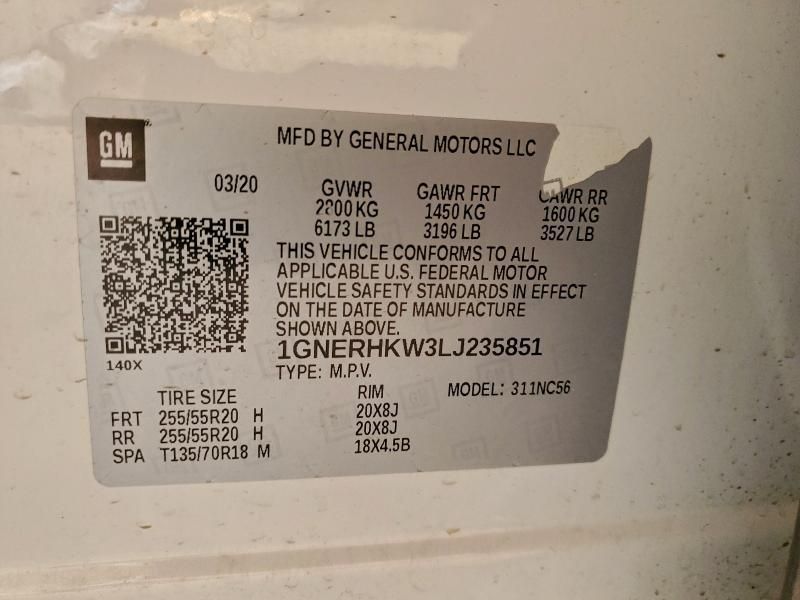 GM
MFD BY GENERAL MOTORS LLC
03/20
GVWR GAWR FRT GAWR RR
2800 KG 1450 KG 1600 KG
6173 LB 3196 LB 3527 LB
THIS VEHICLE CONFORMS TO ALL
APPLICABLE U.S. FEDERAL MOTOR
VEHICLE SAFETY STANDARDS IN EFFECT
ON THE DATE OF MANUFACTURE
SHOWN ABOVE.
1GNERHKW3LJ235851
140X
TYPE: M.P.V.
TIRE SIZE RIM MODEL: 311NC56
FRT 255/55R20 H 20X8J
RR 255/55R20 H 20X8J
SPA T135/70R18 M 18X4.5B